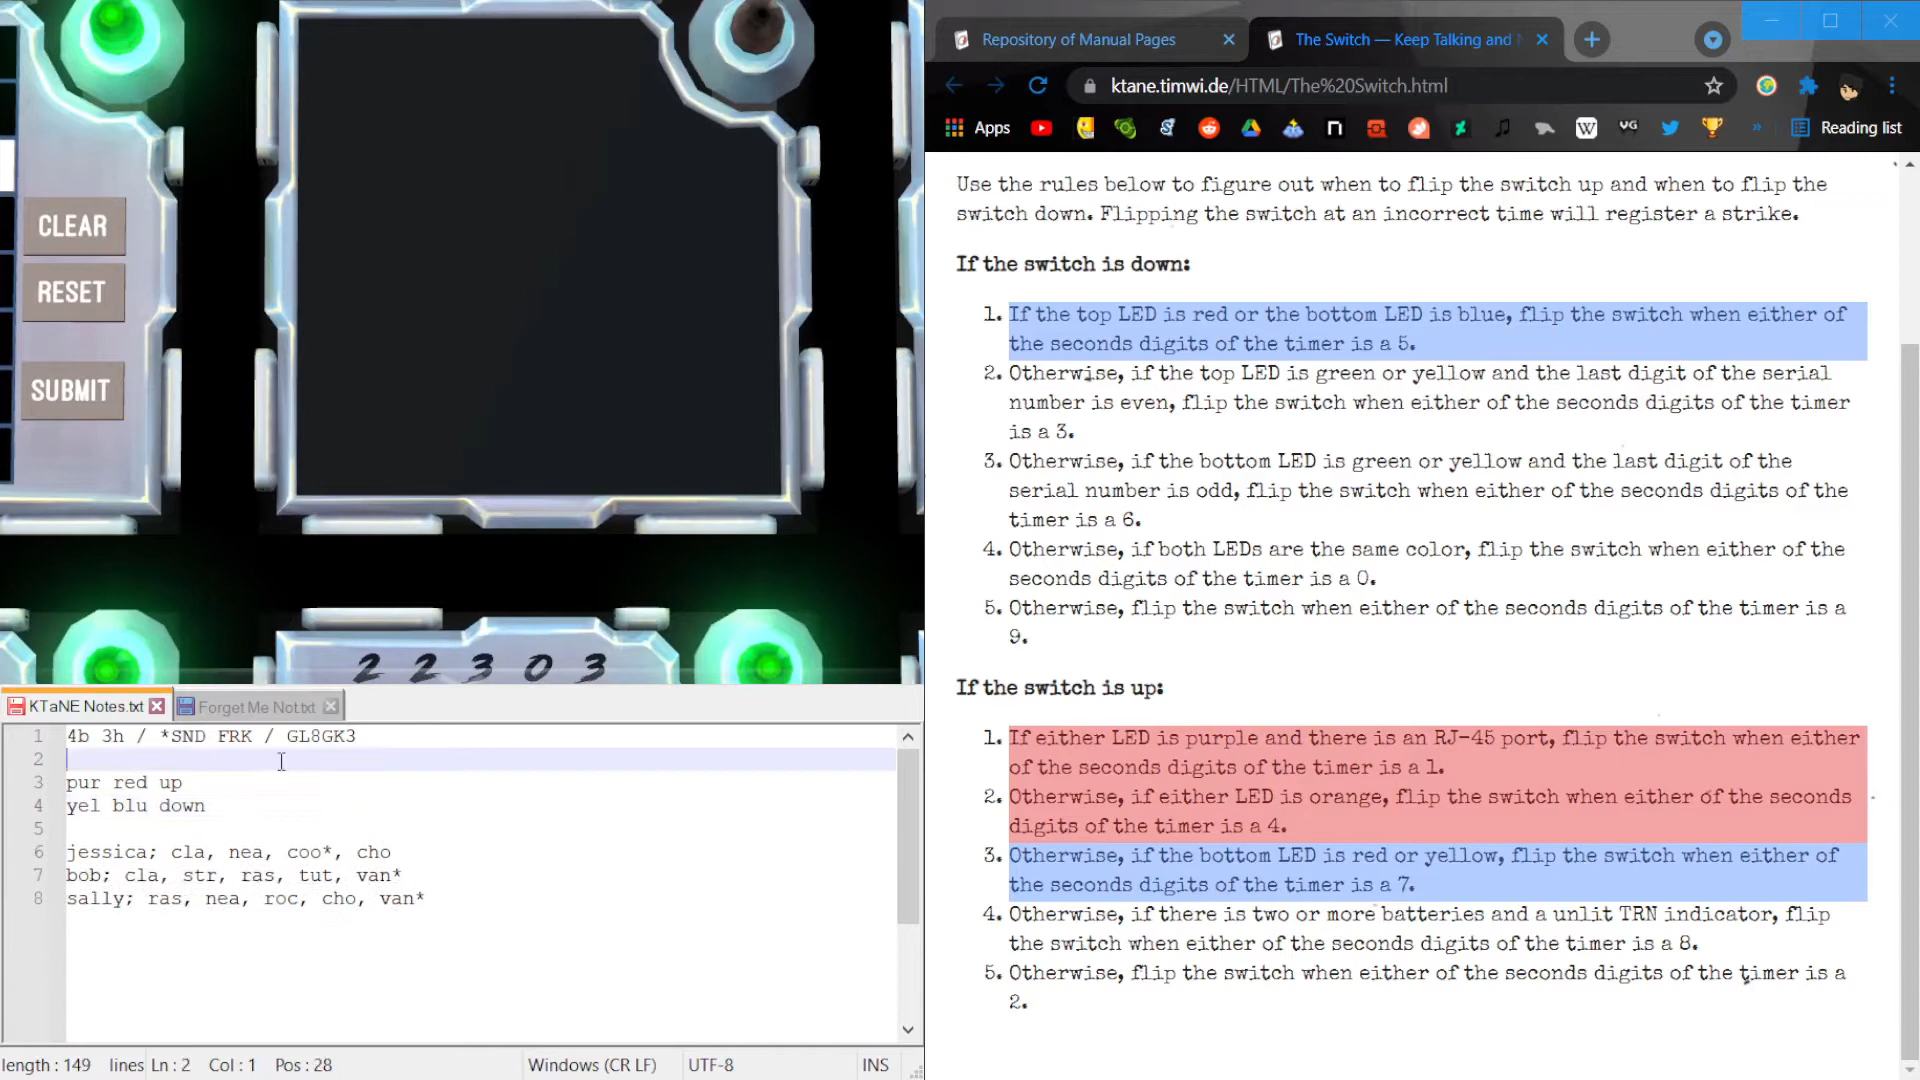 CLEAR
RESET
SUBMIT
2 2 3 0 3
KTaNE Notes.txt
Forget Me Not.txt
1 4b 3h / *SND FRK / GL8GK3
2
3 pur red up
4 yel blu down
5
6 jessica; cla, nea, coo*, cho
7 bob; cla, str, ras, tut, van*
8 sally; ras, nea, roc, cho, van*
length : 149 lines Ln : 2 Col : 1 Pos : 28 Windows (CR LF) UTF-8 INS
Repository of Manual Pages
The Switch — Keep Talking and
ktane.timwi.de/HTML/The%20Switch.html
Apps
Reading list
Use the rules below to figure out when to flip the switch up and when to flip the
switch down. Flipping the switch at an incorrect time will register a strike.
If the switch is down:
1. If the top LED is red or the bottom LED is blue, flip the switch when either of
the seconds digits of the timer is a 5.
2. Otherwise, if the top LED is green or yellow and the last digit of the serial
number is even, flip the switch when either of the seconds digits of the timer
is a 3.
3. Otherwise, if the bottom LED is green or yellow and the last digit of the
serial number is odd, flip the switch when either of the seconds digits of the
timer is a 6.
4. Otherwise, if both LEDs are the same color, flip the switch when either of the
seconds digits of the timer is a 0.
5. Otherwise, flip the switch when either of the seconds digits of the timer is a
9.
If the switch is up:
1. If either LED is purple and there is an RJ-45 port, flip the switch when either
of the seconds digits of the timer is a 1.
2. Otherwise, if either LED is orange, flip the switch when either of the seconds
digits of the timer is a 4.
3. Otherwise, if the bottom LED is red or yellow, flip the switch when either of
the seconds digits of the timer is a 7.
4. Otherwise, if there is two or more batteries and a unlit TRN indicator, flip
the switch when either of the seconds digits of the timer is a 8.
5. Otherwise, flip the switch when either of the seconds digits of the timer is a
2.